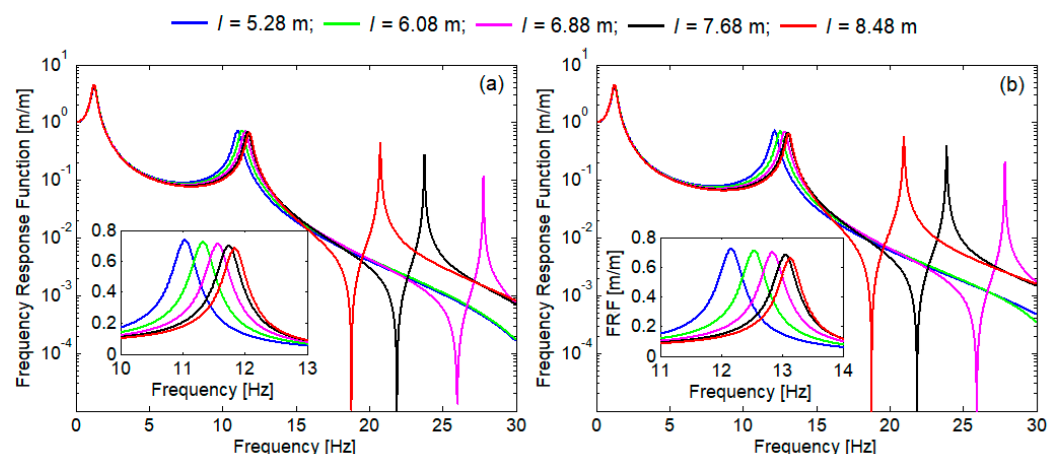 l = 5.28 m; l = 6.08 m; l = 6.88 m; l = 7.68 m; l = 8.48 m
(a)
Frequency Response Function [m/m]
10^1
10^0
10^-1
10^-2
10^-3
10^-4
0 5 10 15 20 25 30
Frequency [Hz]
0.8
0.6
0.4
0.2
0
10 11 12 13
Frequency [Hz]
(b)
Frequency Response Function [m/m]
10^1
10^0
10^-1
10^-2
10^-3
10^-4
0 5 10 15 20 25 30
Frequency [Hz]
FRF [m/m]
0.8
0.6
0.4
0.2
0
11 12 13 14
Frequency [Hz]